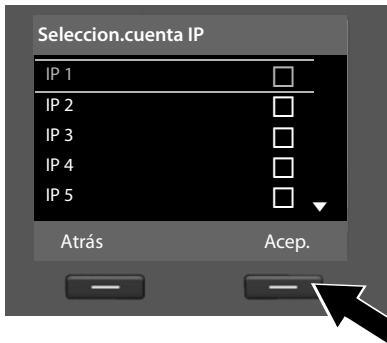 Seleccion.cuenta IP
IP 1
IP 2
IP 3
IP 4
IP 5
Atrás Acep.